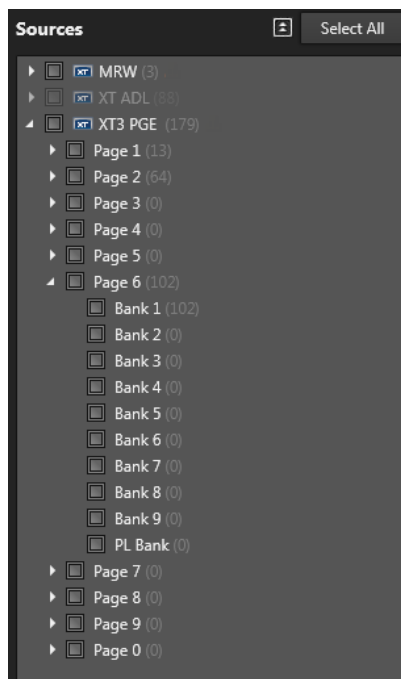 Sources Select All
XT MRW (3)
XT XT ADL (88)
XT XT3 PGE (179)
Page 1 (13)
Page 2 (64)
Page 3 (0)
Page 4 (0)
Page 5 (0)
Page 6 (102)
Bank 1 (102)
Bank 2 (0)
Bank 3 (0)
Bank 4 (0)
Bank 5 (0)
Bank 6 (0)
Bank 7 (0)
Bank 8 (0)
Bank 9 (0)
PL Bank (0)
Page 7 (0)
Page 8 (0)
Page 9 (0)
Page 0 (0)